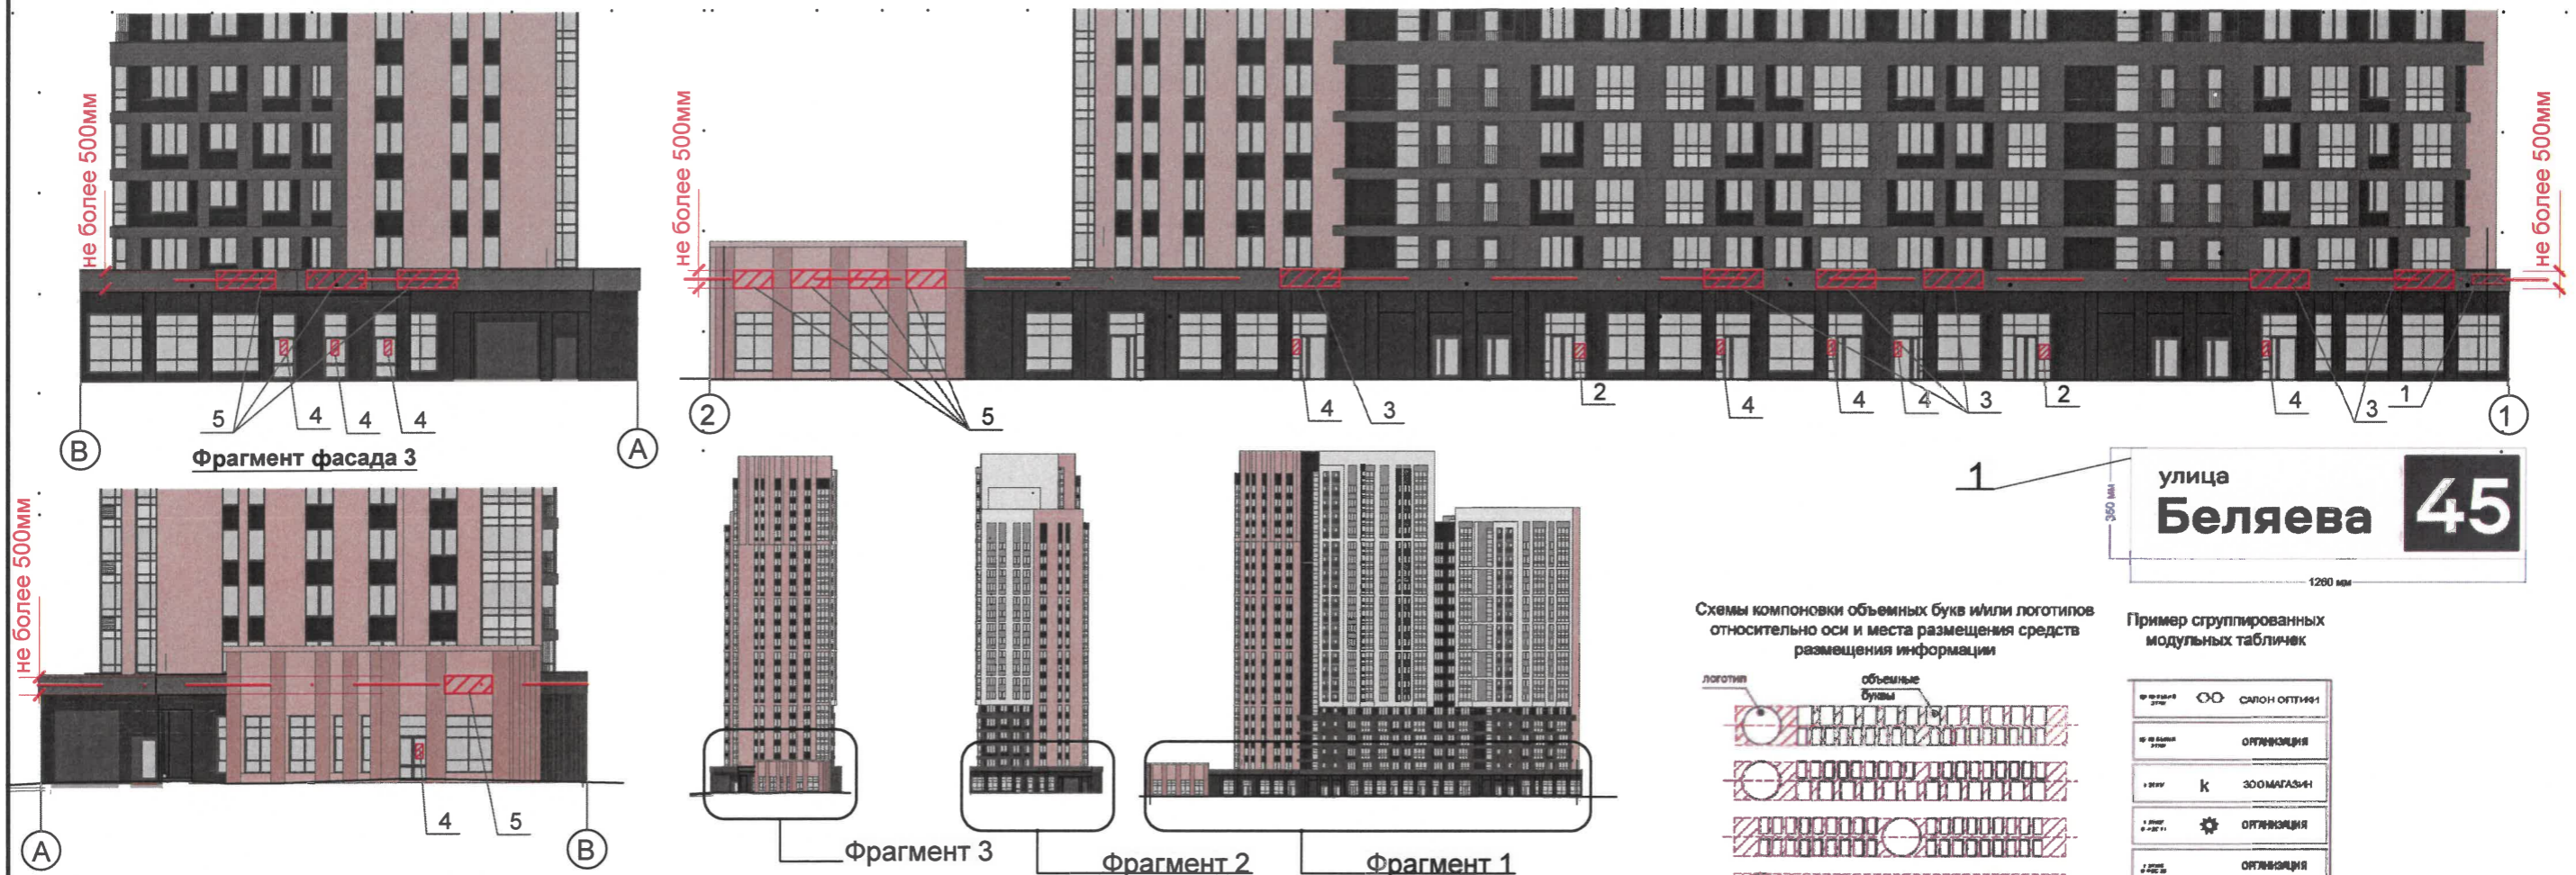 не более 500мм
5
4
4
4
В
А
Фрагмент фасада 3
не более 500мм
не более 500мм
2
5
4
3
2
4
4
4
3
2
4
3
1
1
не более 500мм
4
5
А
В
Фрагмент 3
Фрагмент 2
Фрагмент 1
1
улица
Беляева
45
350 мм
1260 мм
Схемы компоновки объемных букв и/или логотипов
относительно оси и места размещения средств
размещения информации
логотип
объемные
буквы
Пример сгруппированных
модульных табличек
САЛОН ОПТИКИ
ОРГАНИЗАЦИЯ
k
ЗООМАГАЗИН
ОРГАНИЗАЦИЯ
ОРГАНИЗАЦИЯ